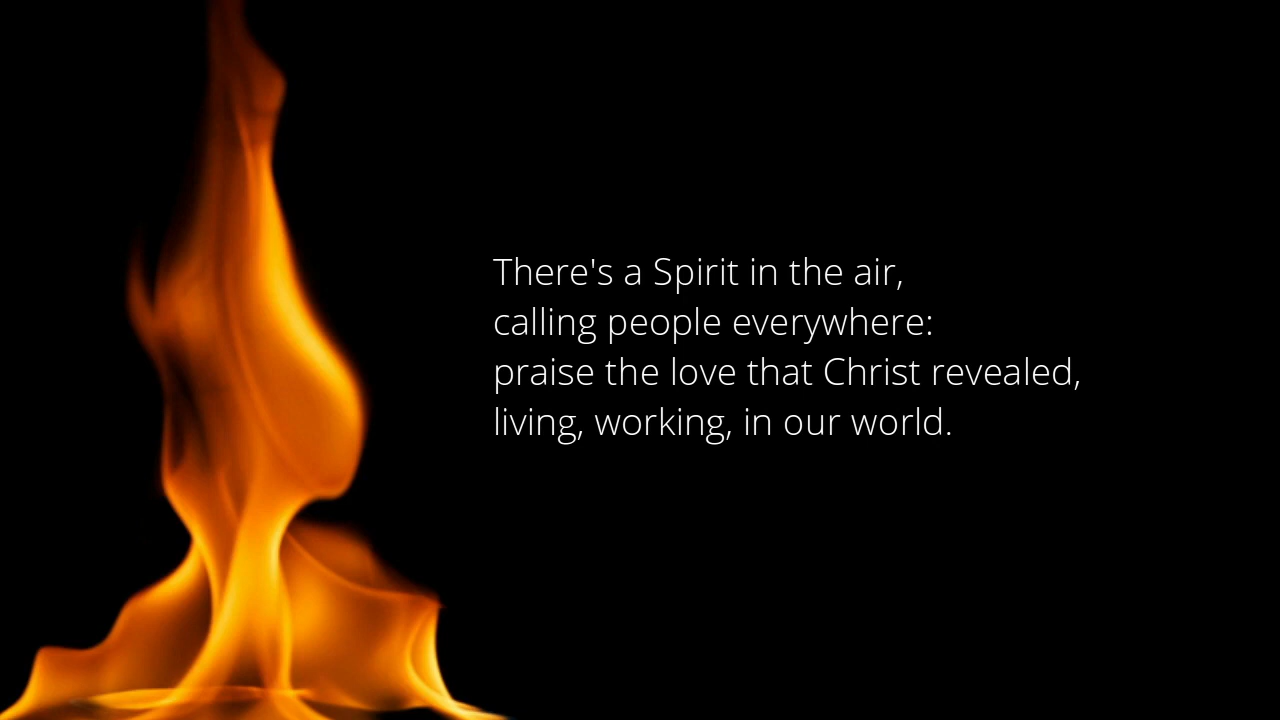 There's a Spirit in the air,
calling people everywhere:
praise the love that Christ revealed,
living, working, in our world.